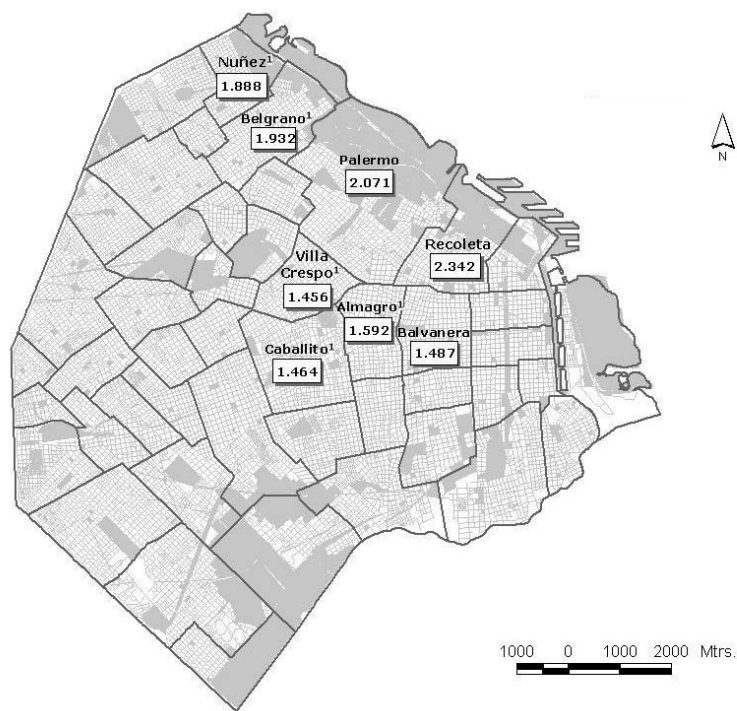 Nuñez¹
1.888
Belgrano¹
1.932
Palermo
2.071
N
Recoleta
2.342
Villa
Crespo¹
1.456
Almagro¹
1.592
Balvanera
1.487
Caballito¹
1.464
1000 0 1000 2000 Mtrs.